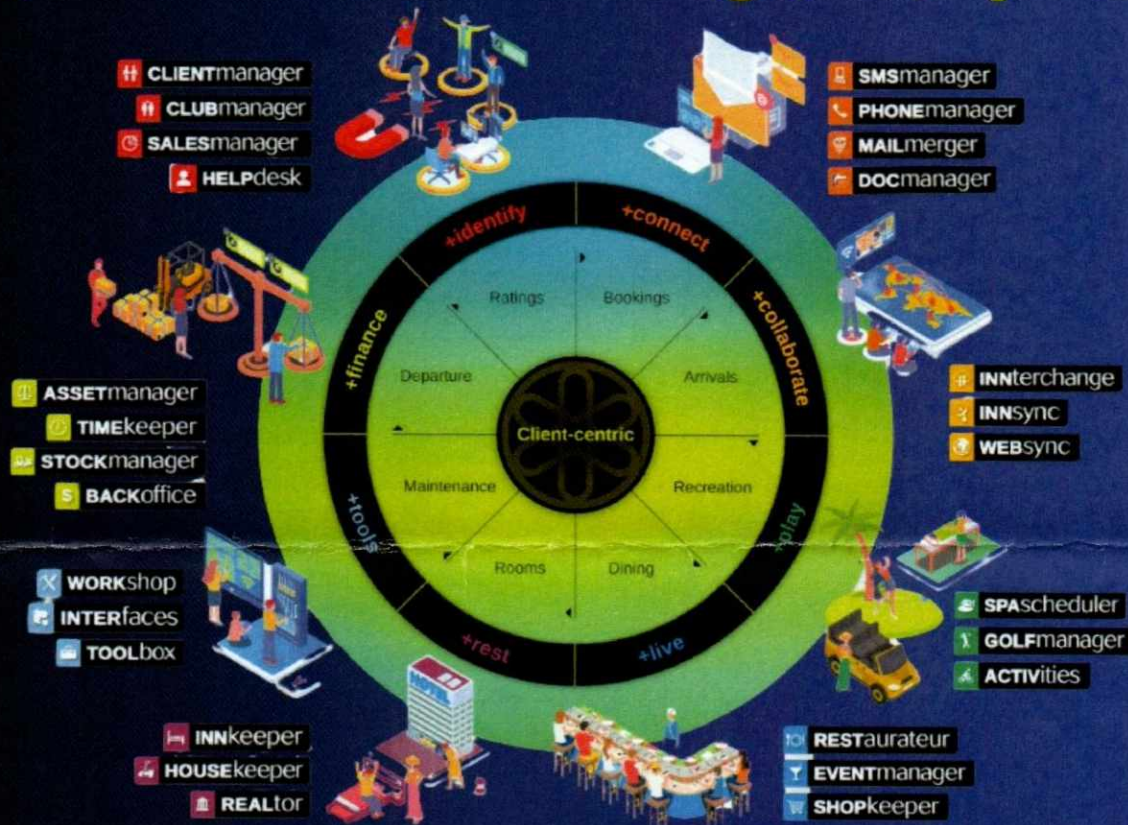 CLIENTmanager
CLUBmanager
SALESmanager
HELPdesk
SMSmanager
PHONEmanager
MAILmerger
DOCmanager
+identify
+connect
+collaborate
+play
+live
+rest
+tools
+finance
Ratings
Bookings
Arrivals
Recreation
Dining
Rooms
Maintenance
Departure
Client-centric
ASSETmanager
TIMEkeeper
STOCKmanager
BACKoffice
INNterchange
INNsync
WEBsync
WORKshop
INTERfaces
TOOLbox
SPAscheduler
GOLFmanager
ACTIVities
HOTEL
INNkeeper
HOUSEkeeper
REALtor
RESTaurateur
EVENTmanager
SHOPkeeper